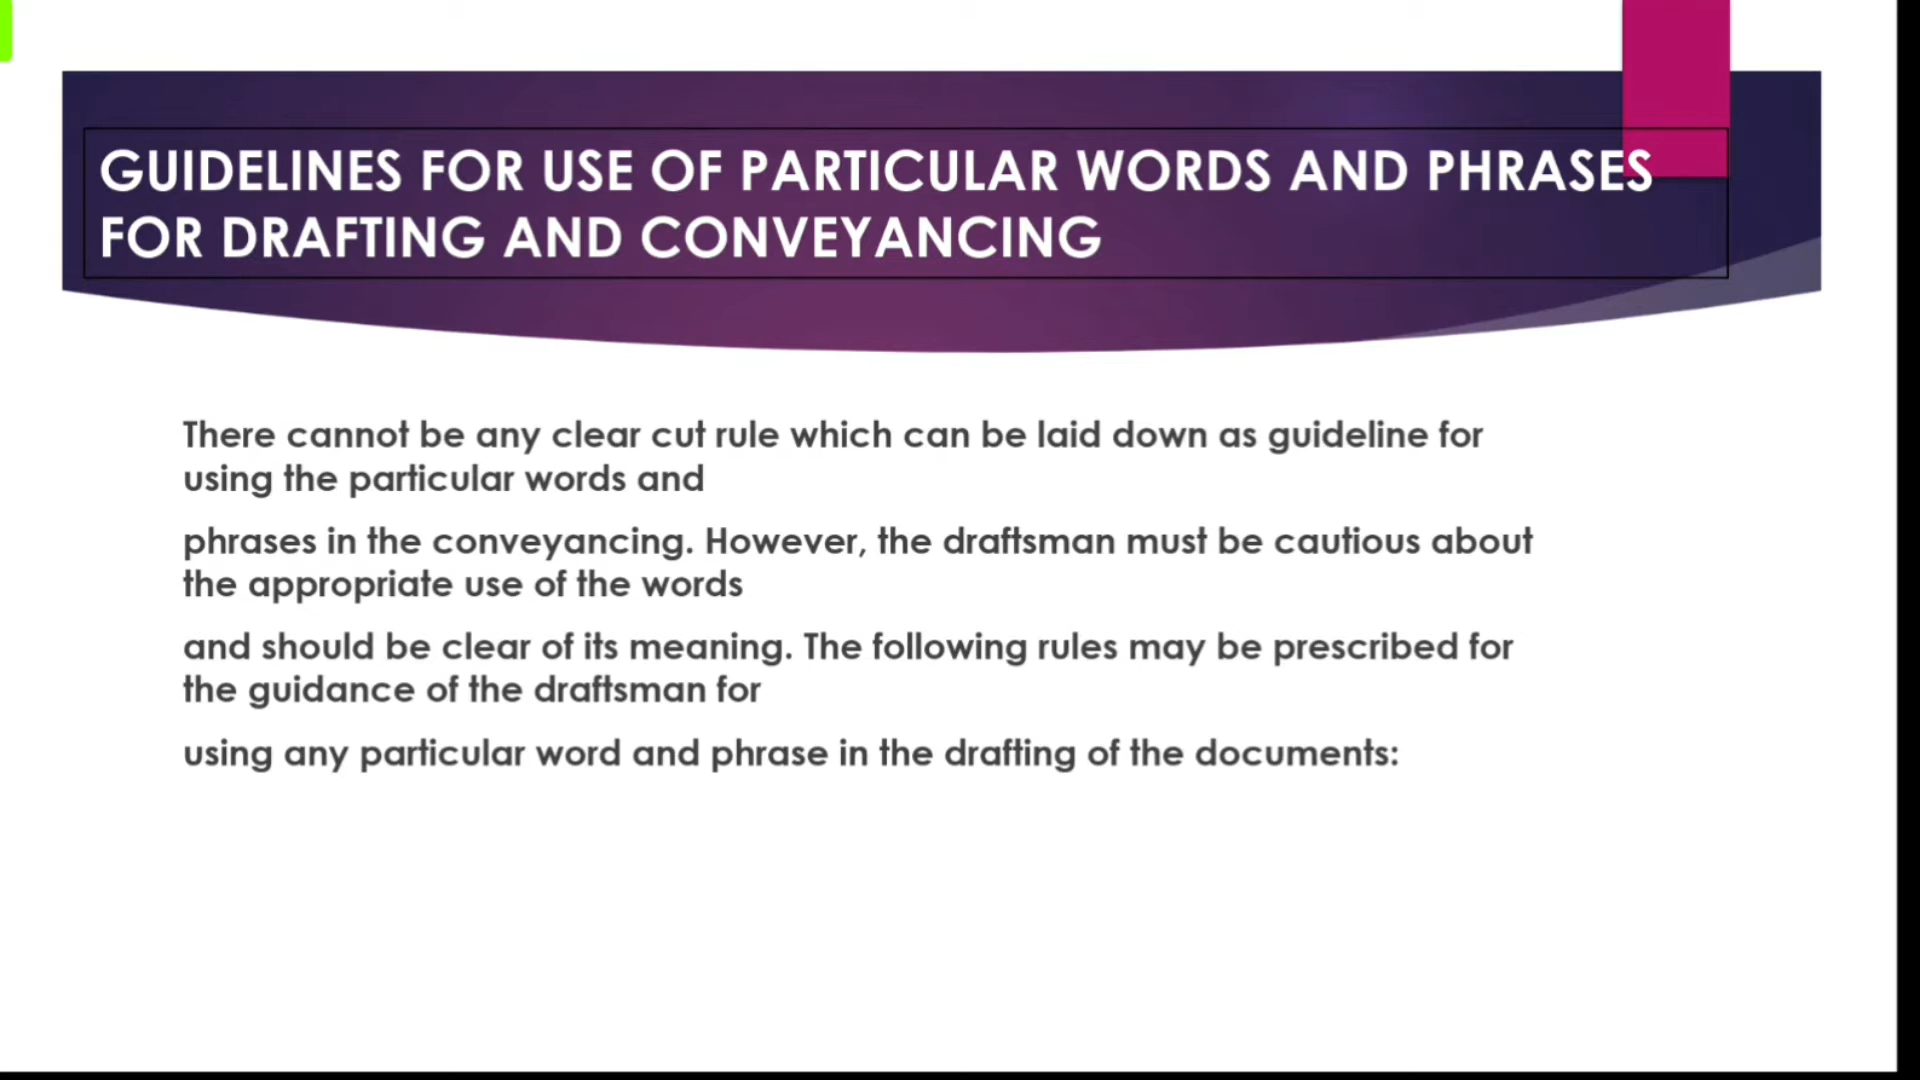 GUIDELINES FOR USE OF PARTICULAR WORDS AND PHRASES
FOR DRAFTING AND CONVEYANCING
There cannot be any clear cut rule which can be laid down as guideline for
using the particular words and
phrases in the conveyancing. However, the draftsman must be cautious about
the appropriate use of the words
and should be clear of its meaning. The following rules may be prescribed for
the guidance of the draftsman for
using any particular word and phrase in the drafting of the documents: